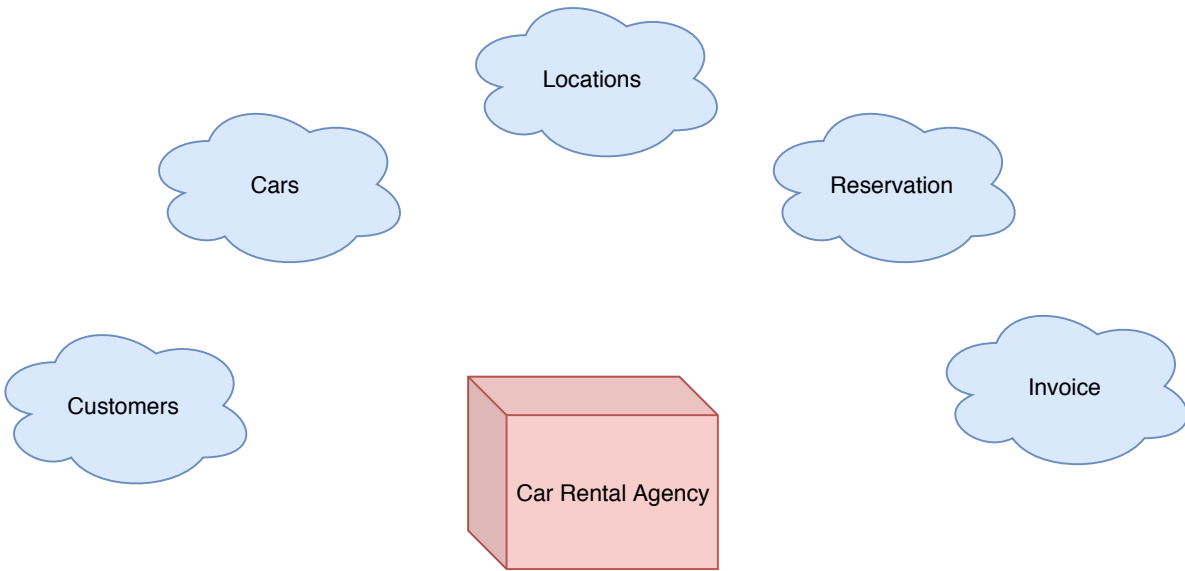 Locations
Cars
Reservation
Customers
Invoice
Car Rental Agency